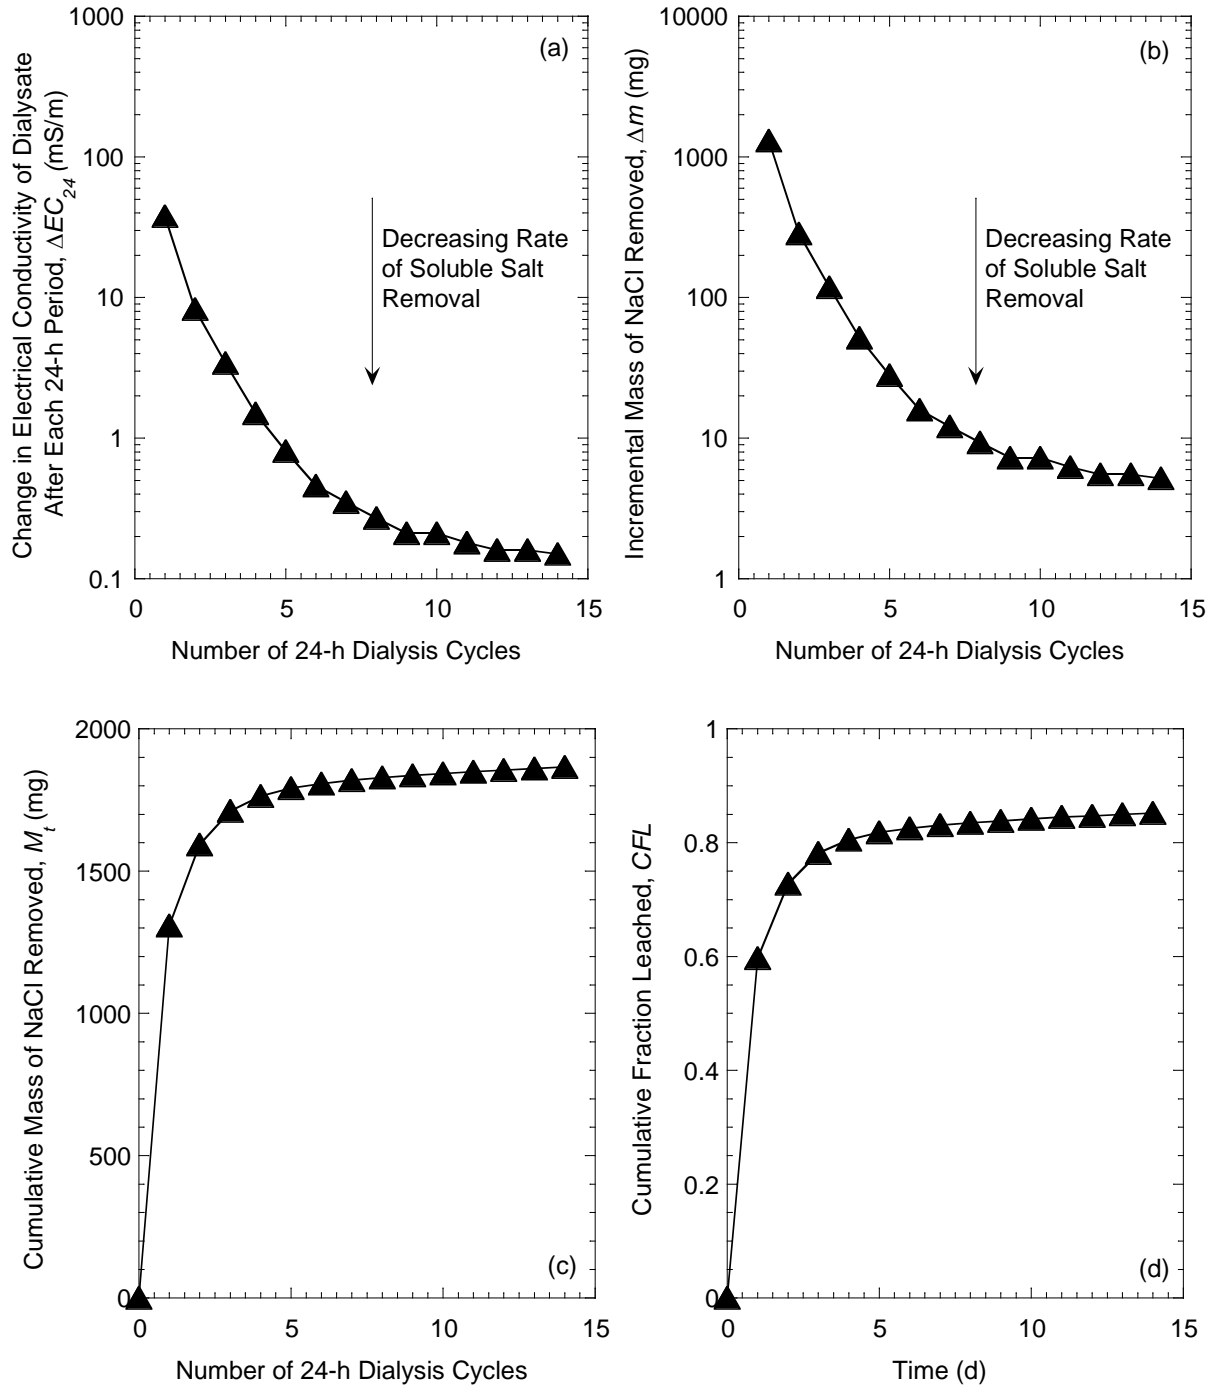 Change in Electrical Conductivity of Dialysate
After Each 24-h Period, ΔEC24 (mS/m)
1000
100
10
1
0.1
(a)
Decreasing Rate
of Soluble Salt
Removal
0 5 10 15
Number of 24-h Dialysis Cycles
Incremental Mass of NaCl Removed, Δm (mg)
10000
1000
100
10
1
(b)
Decreasing Rate
of Soluble Salt
Removal
0 5 10 15
Number of 24-h Dialysis Cycles
Cumulative Mass of NaCl Removed, Mt (mg)
2000
1500
1000
500
0
(c)
0 5 10 15
Number of 24-h Dialysis Cycles
Cumulative Fraction Leached, CFL
1
0.8
0.6
0.4
0.2
0
(d)
0 5 10 15
Time (d)